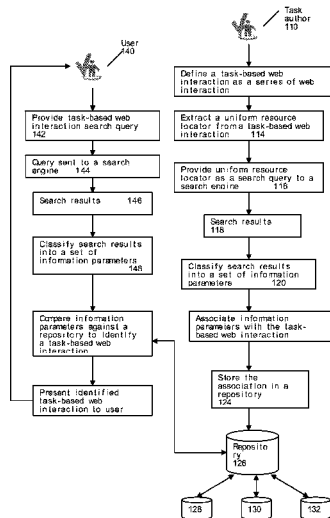 User
140
Provide task-based web
interaction search query
142
Query sent to a search
engine 144
Search results 146
Classify search results
into a set of
information parameters
148
Compare information
parameters against a
repository to identify
a task-based web
interaction
Present identified
task-based web
interaction to user
Task
author
110
Define a task-based web
interaction as a series of web
interaction
Extract a uniform resource
locator from a task-based web
interaction 114
Provide uniform resource
locator as a search query to a
search engine 116
Search results
118
Classify search results
into a set of information
parameters 120
Associate information
parameters with the task-
based web interaction
Store the
association in a
repository
124
Reposito
ry
126
128
130
132